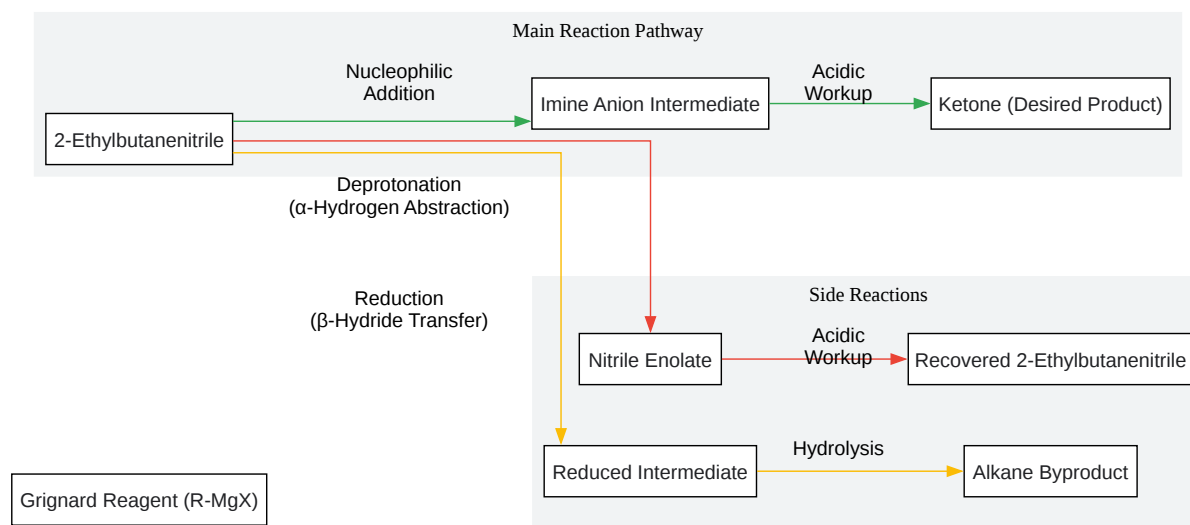 Main Reaction Pathway
Nucleophilic
Addition
Acidic
Workup
Imine Anion Intermediate
Ketone (Desired Product)
2-Ethylbutanenitrile
Deprotonation
(α-Hydrogen Abstraction)
Reduction
(β-Hydride Transfer)
Side Reactions
Acidic
Workup
Nitrile Enolate
Recovered 2-Ethylbutanenitrile
Hydrolysis
Reduced Intermediate
Alkane Byproduct
Grignard Reagent (R-MgX)